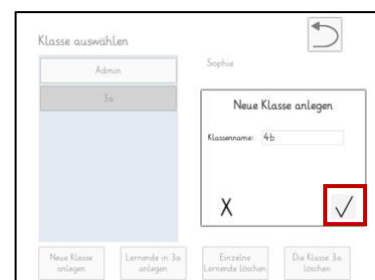 Klasse auswählen
Admin
3a
Sophie
Neue Klasse anlegen
Klassenname: 4b
X
Neue Klasse
anlegen
Lernende in 3a
anlegen
Einzelne
Lernende löschen
Die Klasse 3a
löschen